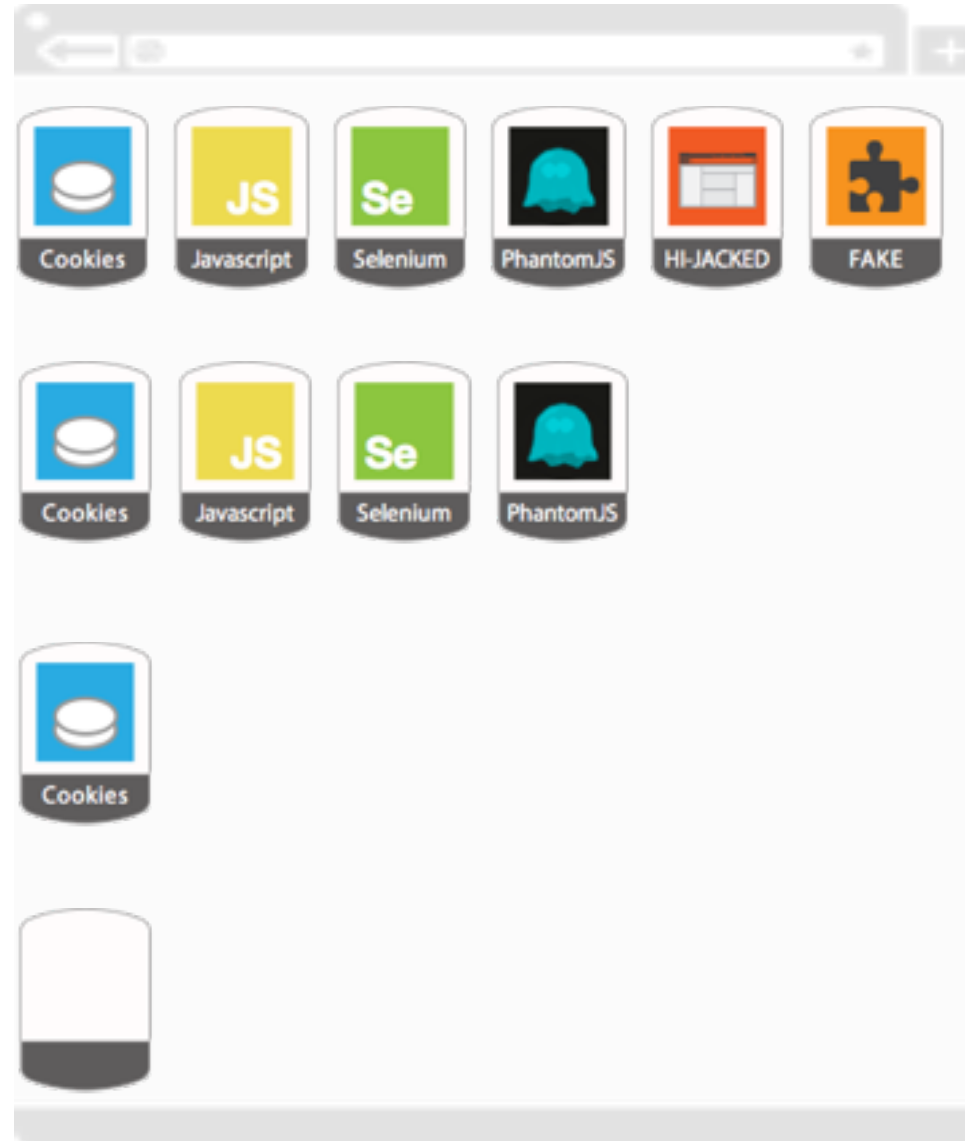 JS Se
Cookies Javascript Selenium PhantomJS HI-JACKED FAKE
JS Se
Cookies Javascript Selenium PhantomJS
Cookies